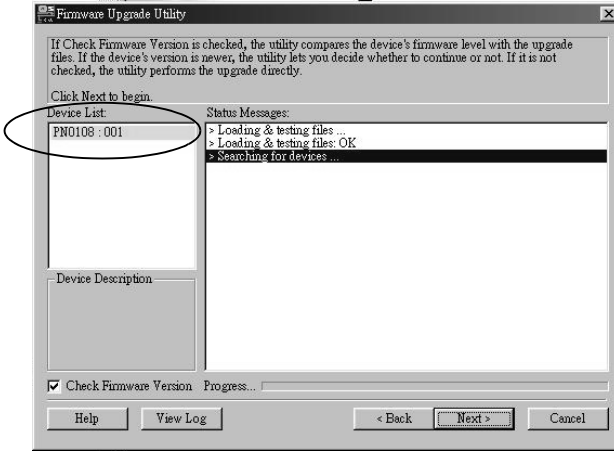 Firmware Upgrade Utility
If Check Firmware Version is checked, the utility compares the device's firmware level with the upgrade
files. If the device's version is newer, the utility lets you decide whether to continue or not. If it is not
checked, the utility performs the upgrade directly.
Click Next to begin.
Device List:
PN0108 : 001
Status Messages:
> Loading & testing files ...
> Loading & testing files: OK
> Searching for devices ...
Device Description
Check Firmware Version
Progress...
Help
View Log
< Back
Next >
Cancel